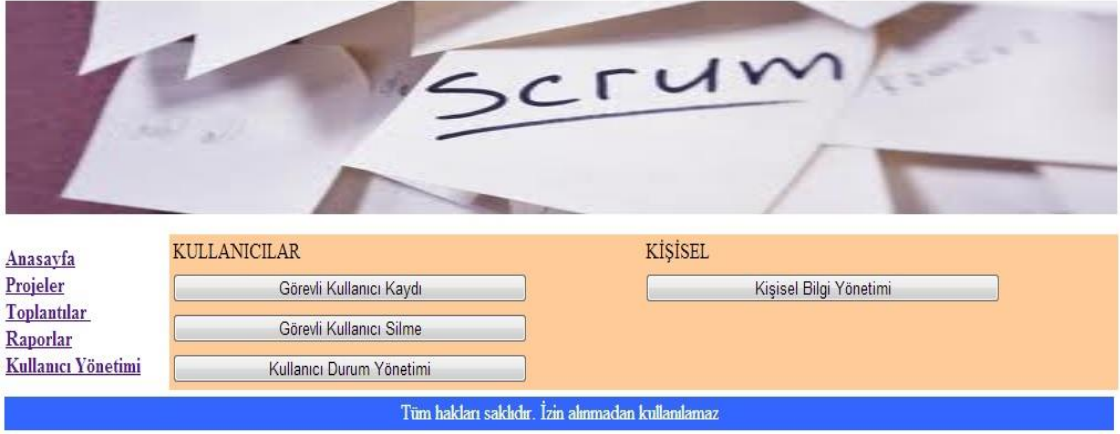 Scrum
Anasayfa
Projeler
Toplantılar
Raporlar
Kullanıcı Yönetimi
KULLANICILAR
Görevli Kullanıcı Kaydı
Görevli Kullanıcı Silme
Kullanıcı Durum Yönetimi
KİŞİSEL
Kişisel Bilgi Yönetimi
Tüm hakları saklıdır. İzin alınmadan kullanılamaz